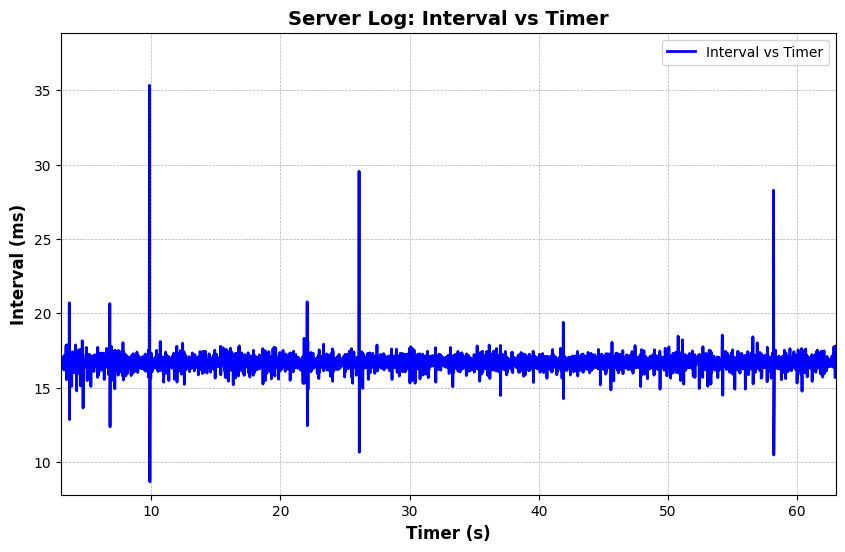 Server Log: Interval vs Timer
Interval vs Timer
35
30
25
20
15
10
Interval (ms)
10 20 30 40 50 60
Timer (s)